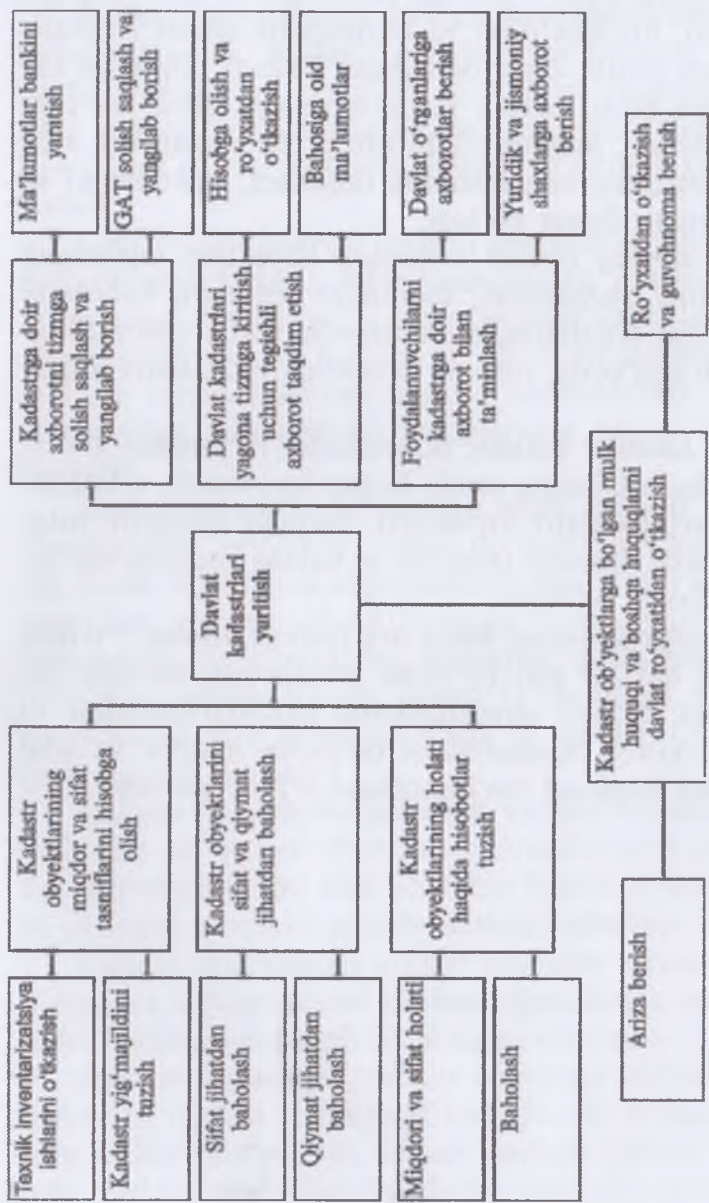 Texnik inventarizatsiya
ishlarini o‘tkazish
Kadastr yig‘majildini
tuzish
Sifat jihatdan
baholash
Qiymat jihatdan
baholash
Miqdori va sifat holati
Baholash
Kadastr
obyektlarining
miqdor va sifat
tasniflarini hisobga
olish
Kadastr obyektlarini
sifat va qiymat
jihatdan baholash
Kadastr
obyektlarining holati
haqida hisobotlar
tuzish
Davlat
kadastrlari
yuritish
Kadastrga doir
axborotni tizmga
solish saqlash va
yangilab borish
Davlat kadastrlari
yagona tizmga kiritish
uchun tegishli
axborot taqdim etish
Foydalanuvchilarni
kadastrga doir
axborot bilan
ta’minlash
Ma’lumotlar bankini
yaratish
GAT solish saqlash va
yangilab borish
Hisobga olish va
ro‘yxatdan
o‘tkazish
Bahosiga oid
ma’lumotlar
Davlat o‘rganlariga
axborotlar berish
Yuridik va jismoniy
shaxlarga axborot
berish
Ariza berish
Kadastr ob’yektlarga bo‘lgan mulk
huquqi va boshqa huquqlarni
davlat ro‘yxatidan o‘tkazish
Ro‘yxatdan o‘tkazish
va guvohnoma berish